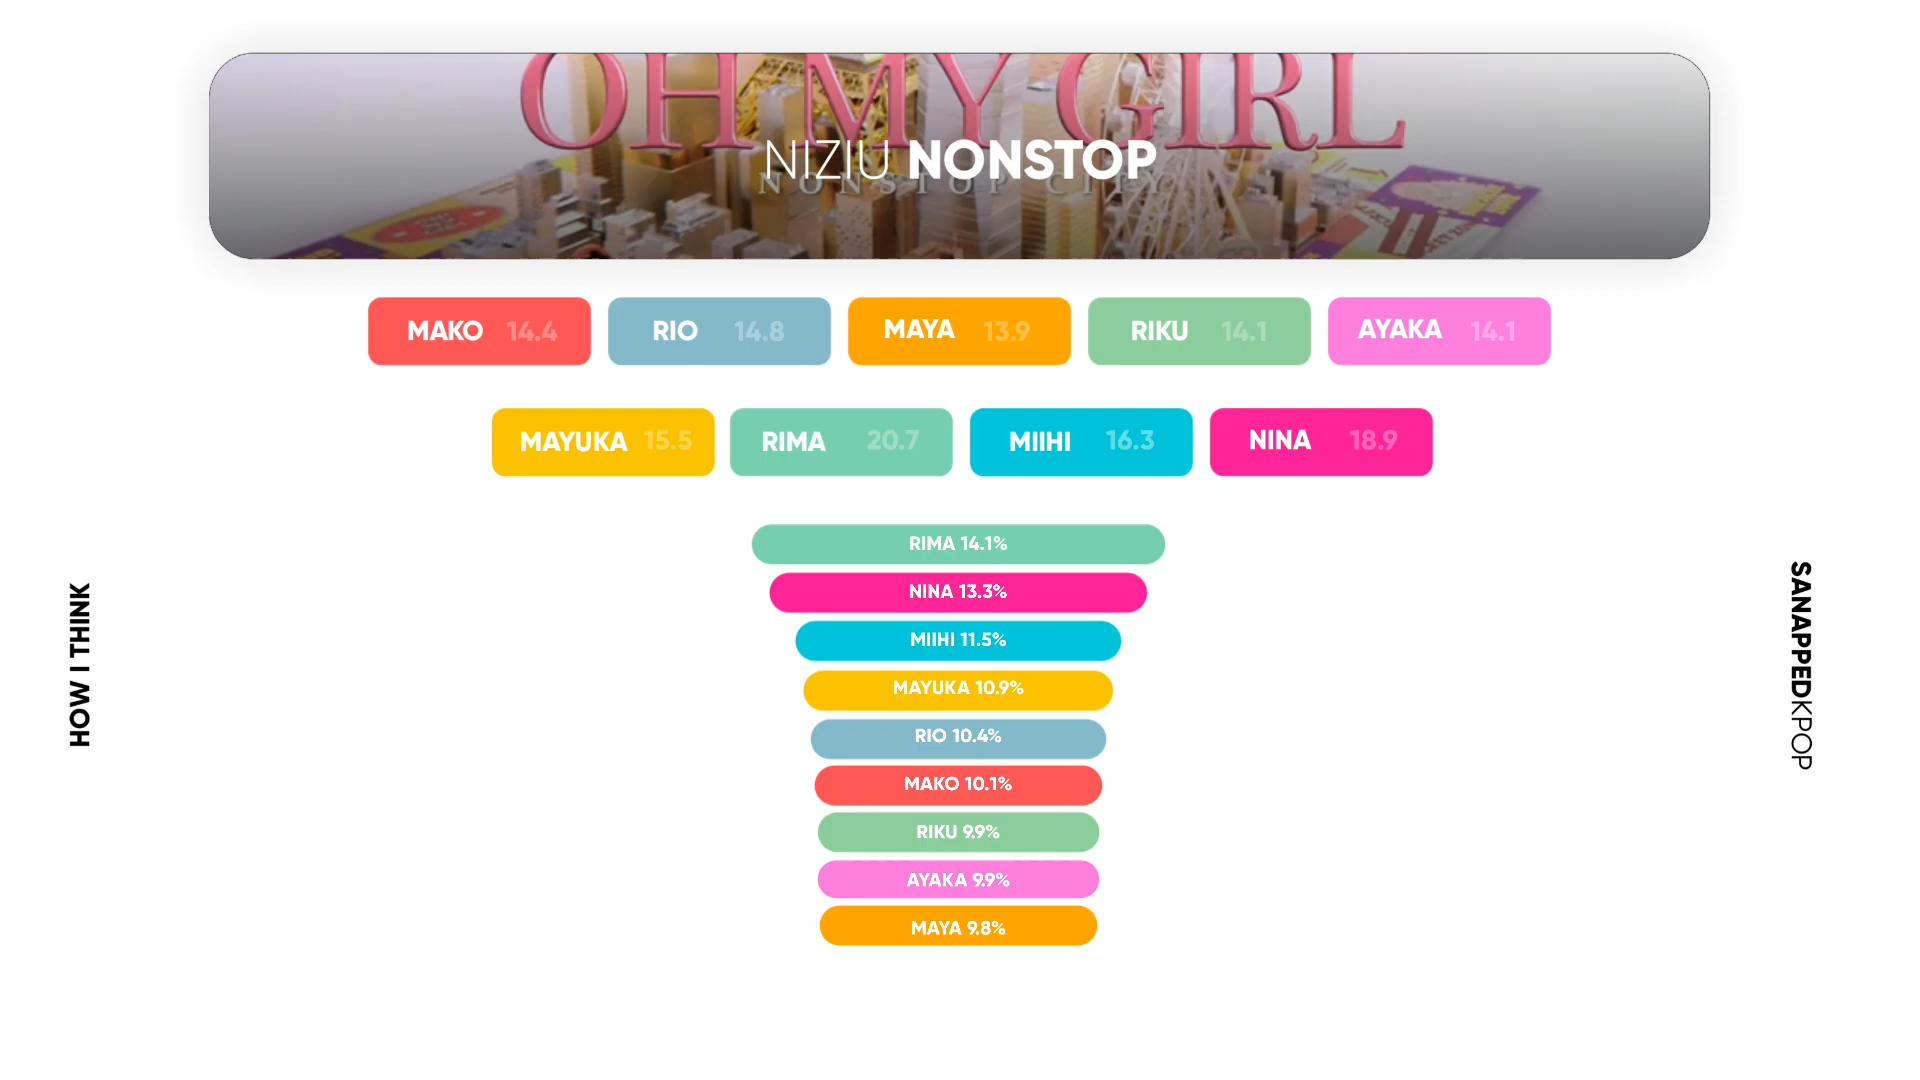 OH MY GIRL
NIZIU NONSTOP
NONSTOP CITY
MAKO 14.4
RIO 14.8
MAYA 13.9
RIKU 14.1
AYAKA 14.1
MAYUKA 15.5
RIMA 20.7
MIIHI 16.3
NINA 18.9
RIMA 14.1%
NINA 13.3%
MIIHI 11.5%
MAYUKA 10.9%
RIO 10.4%
MAKO 10.1%
RIKU 9.9%
AYAKA 9.9%
MAYA 9.8%
HOW I THINK
SANAPPEDKPOP